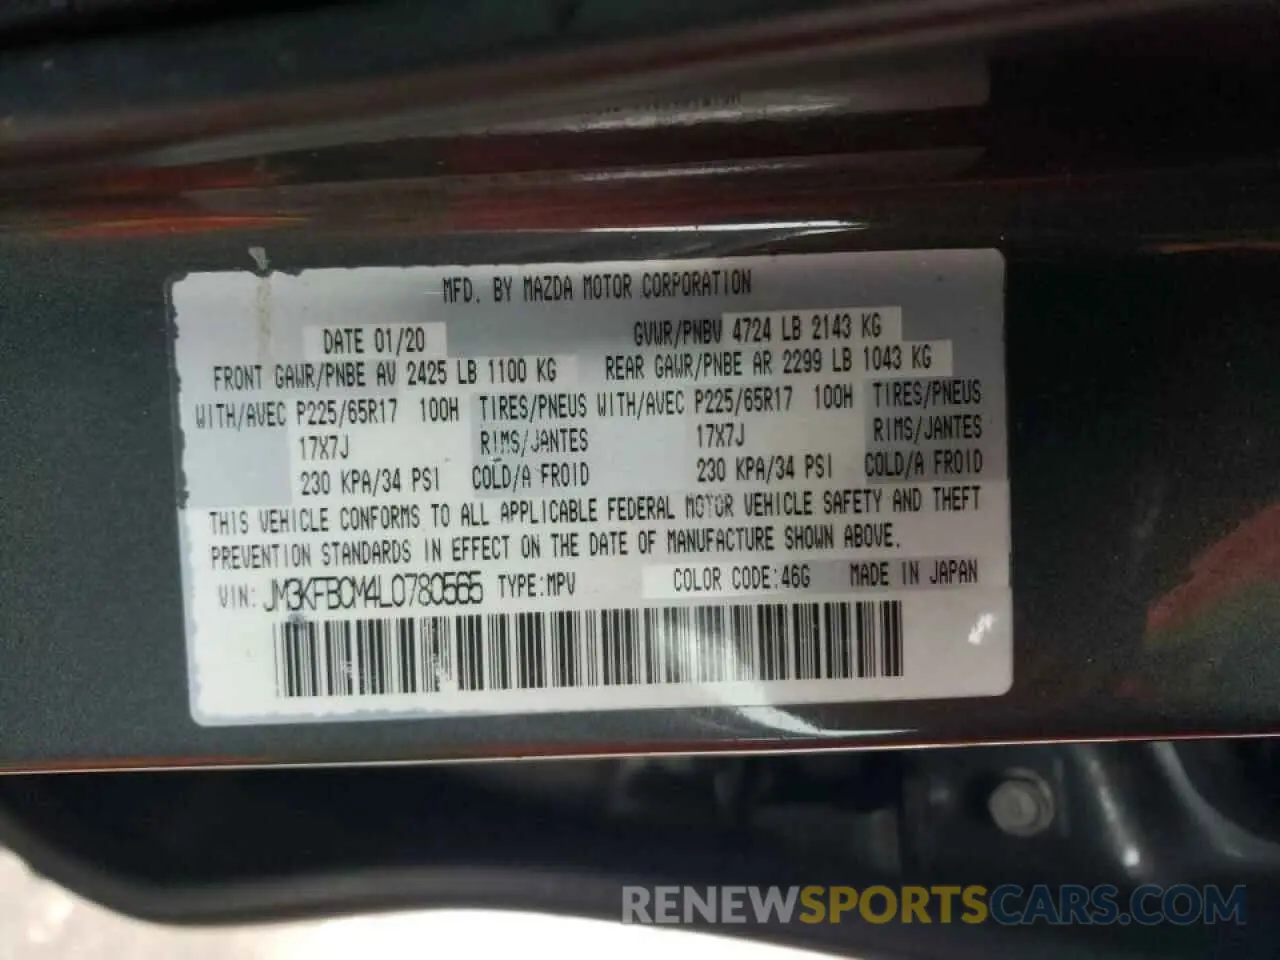 MFD. BY MAZDA MOTOR CORPORATION
DATE 01/20 GVWR/PNBV 4724 LB 2143 KG
FRONT GAWR/PNBE AV 2425 LB 1100 KG REAR GAWR/PNBE AR 2299 LB 1043 KG
WITH/AVEC P225/65R17 100H TIRES/PNEUS WITH/AVEC P225/65R17 100H TIRES/PNEUS
17X7J RIMS/JANTES 17X7J RIMS/JANTES
230 KPA/34 PSI COLD/A FROID 230 KPA/34 PSI COLD/A FROID
THIS VEHICLE CONFORMS TO ALL APPLICABLE FEDERAL MOTOR VEHICLE SAFETY AND THEFT
PREVENTION STANDARDS IN EFFECT ON THE DATE OF MANUFACTURE SHOWN ABOVE.
VIN: JM3KFBCM4L0780565 TYPE:MPV COLOR CODE:46G MADE IN JAPAN
RENEWSPORTSCARS.COM